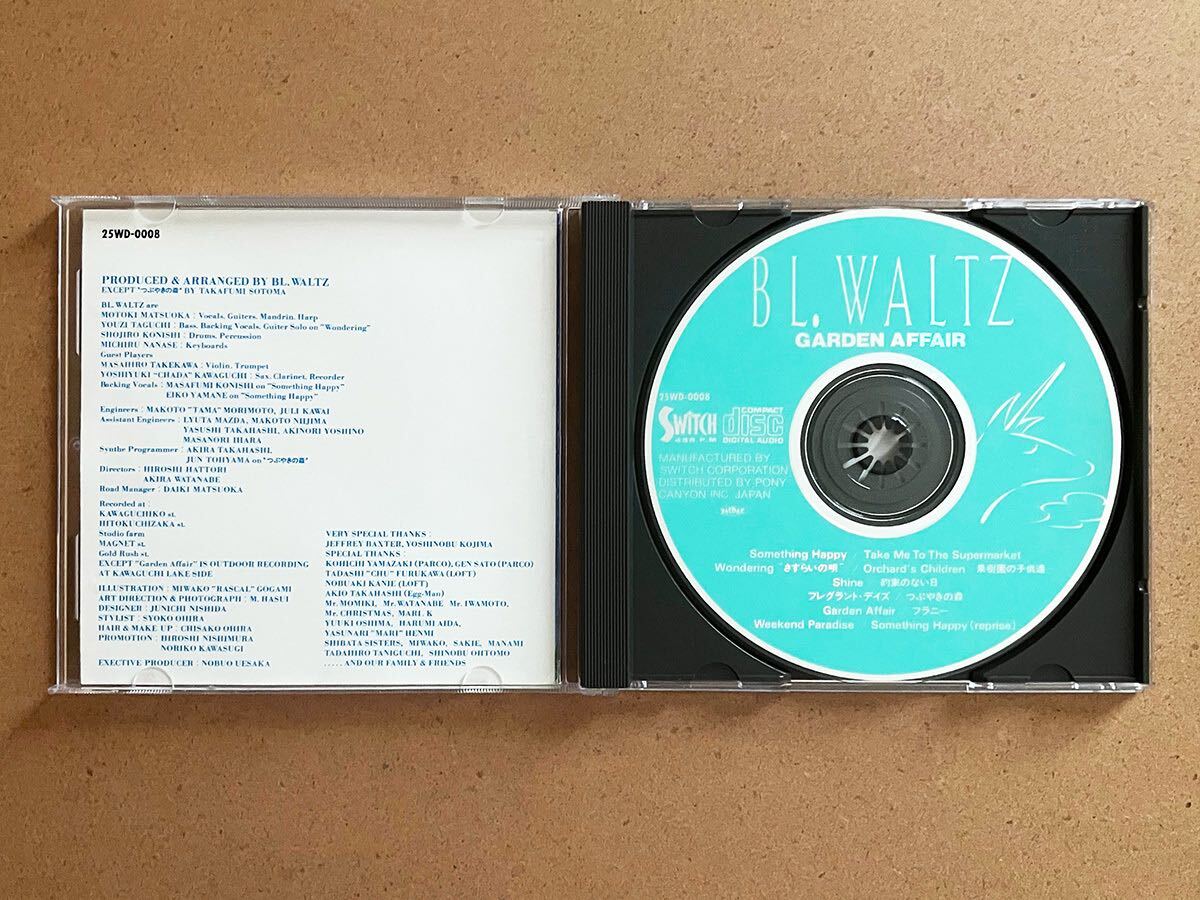 25WD-0008
PRODUCED & ARRANGED BY BL. WALTZ
EXCEPT "つぶやきの森" BY TAKAFUMI SOTOMA
BL. WALTZ are
MOTOKI MATSUOKA : Vocals, Guiters, Mandrin, Harp
YOUZI TAGUCHI : Bass, Backing Vocals, Guiter Solo on "Wondering"
SHOJIRO KONISHI : Drums, Percussion
MICHIRU NANASE : Keyboards
Guest Players
MASAHIRO TAKEKAWA : Violin, Trumpet
YOSHIYUKI "CHADA" KAWAGUCHI : Sax, Clarinet, Recorder
Backing Vocals : MASAFUMI KONISHI on "Something Happy"
EIKO YAMANE on "Something Happy"
Engineers : MAKOTO "TAMA" MORIMOTO, JULI KAWAI
Assistant Engineers : LYUTA MAZDA, MAKOTO NIIJIMA
YASUSHI TAKAHASHI, AKINORI YOSHINO
MASANORI IHARA
Synthe Programmer : AKIRA TAKAHASHI,
JUN TOHYAMA on "つぶやきの森"
Directors : HIROSHI HATTORI
AKIRA WATANABE
Road Manager : DAIKI MATSUOKA
Recorded at :
KAWAGUCHIKO st.
HITOKUCHIZAKA st.
Studio farm
MAGNET st.
Gold Rush st.
EXCEPT "Garden Affair" IS OUTDOOR RECORDING
AT KAWAGUCHI LAKE SIDE
ILLUSTRATION : MIWAKO "RASCAL" GOGAMI
ART DIRECTION & PHOTOGRAPH : M. HASUI
DESIGNER : JUNICHI NISHIDA
STYLIST : SYOKO OHIRA
HAIR & MAKE UP : CHISAKO OHIRA
PROMOTION : HIROSHI NISHIMURA
NORIKO KAWASUGI
EXECTIVE PRODUCER : NOBUO UESAKA
VERY SPECIAL THANKS :
JEFFREY BAXTER, YOSHINOBU KOJIMA
SPECIAL THANKS :
KOHICHI YAMAZAKI (PARCO), GEN SATO (PARCO)
TADASHI "CHU" FURUKAWA (LOFT)
NOBUAKI KANJE (LOFT)
AKIO TAKAHASHI (Egg-Man)
Mr. MOMIKI, Mr. WATANABE Mr. IWAMOTO,
Mr. CHRISTMAS, MARI. K
YUUKI OSHIMA, HARUMI AIDA,
YASUNARI "MARI" HENMI
SHIBATA SISTERS, MIWAKO, SAKIE, MANAMI
TADAHIRO TANIGUCHI, SHINOBU OHTOMO
..... AND OUR FAMILY & FRIENDS
BL. WALTZ
GARDEN AFFAIR
25WD-0008
SWITCH
45R.P.M
COMPACT
disc
DIGITAL AUDIO
MANUFACTURED BY
SWITCH CORPORATION
DISTRIBUTED BY PONY
CANYON INC. JAPAN
Something Happy / Take Me To The Supermarket
Wondering "さすらいの唄" / Orchard's Children 果樹園の子供達
Shine / 約束のない日
フレグラント・デイズ / つぶやきの森
Garden Affair / フラニー
Weekend Paradise / Something Happy (reprise)